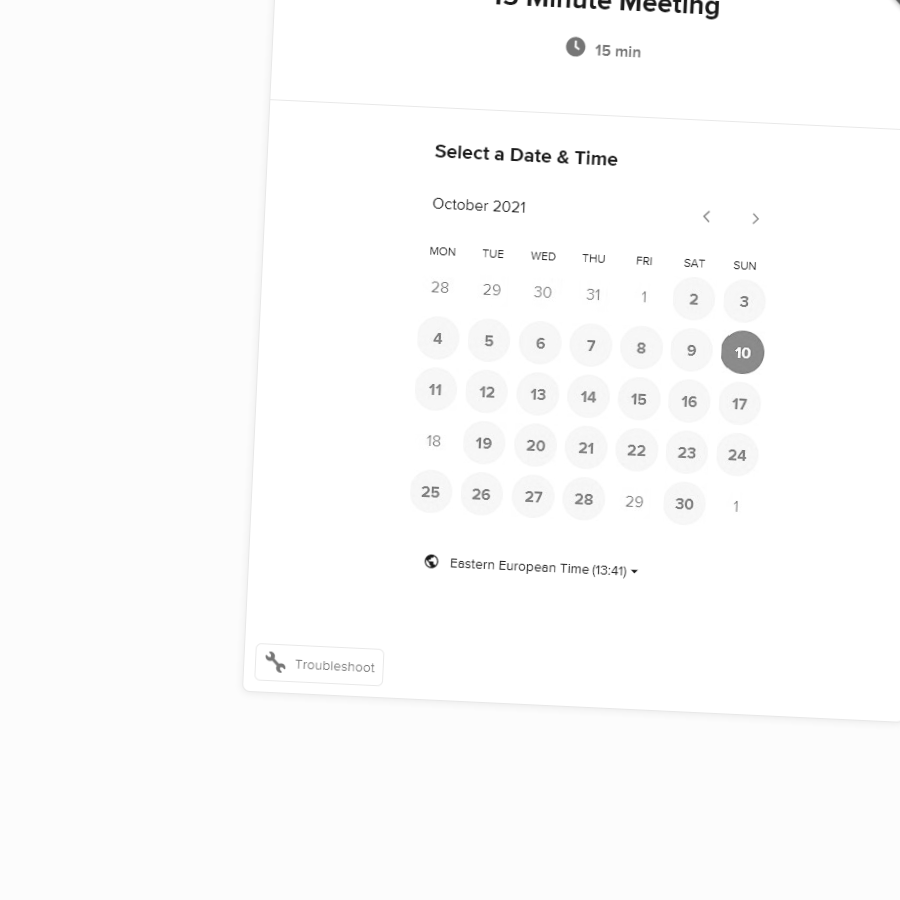 15 Minute Meeting
15 min
Select a Date & Time
October 2021
MON TUE WED THU FRI SAT SUN
28 29 30 31 1 2 3
4 5 6 7 8 9 10
11 12 13 14 15 16 17
18 19 20 21 22 23 24
25 26 27 28 29 30 1
Eastern European Time (13:41)
Troubleshoot